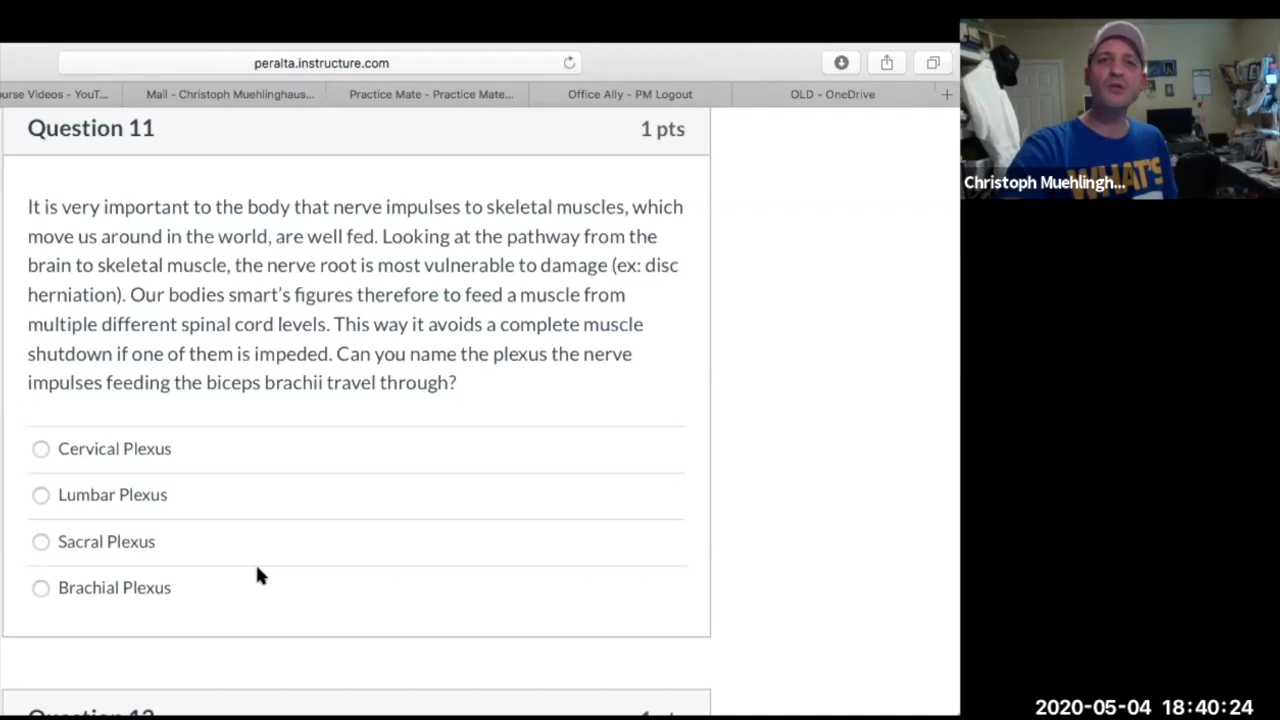 peralta.instructure.com
urse Videos - YouT...
Mail - Christoph Muehlinghaus...
Practice Mate - Practice Mate...
Office Ally - PM Logout
OLD - OneDrive
Question 11
1 pts
It is very important to the body that nerve impulses to skeletal muscles, which
move us around in the world, are well fed. Looking at the pathway from the
brain to skeletal muscle, the nerve root is most vulnerable to damage (ex: disc
herniation). Our bodies smart's figures therefore to feed a muscle from
multiple different spinal cord levels. This way it avoids a complete muscle
shutdown if one of them is impeded. Can you name the plexus the nerve
impulses feeding the biceps brachii travel through?
Cervical Plexus
Lumbar Plexus
Sacral Plexus
Brachial Plexus
WHAT'S
Christoph Muehlingh...
2020-05-04 18:40:24